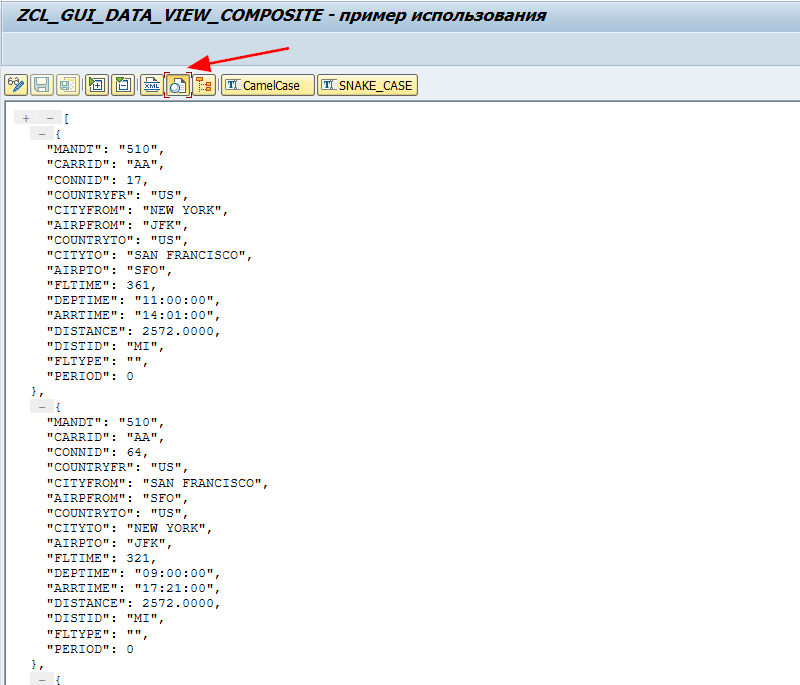 ZCL_GUI_DATA_VIEW_COMPOSITE - пример использования
XML CamelCase SNAKE_CASE
+ - [
- {
"MANDT": "510",
"CARRID": "AA",
"CONNID": 17,
"COUNTRYFR": "US",
"CITYFROM": "NEW YORK",
"AIRPFROM": "JFK",
"COUNTRYTO": "US",
"CITYTO": "SAN FRANCISCO",
"AIRPTO": "SFO",
"FLTIME": 361,
"DEPTIME": "11:00:00",
"ARRTIME": "14:01:00",
"DISTANCE": 2572.0000,
"DISTID": "MI",
"FLTYPE": "",
"PERIOD": 0
},
- {
"MANDT": "510",
"CARRID": "AA",
"CONNID": 64,
"COUNTRYFR": "US",
"CITYFROM": "SAN FRANCISCO",
"AIRPFROM": "SFO",
"COUNTRYTO": "US",
"CITYTO": "NEW YORK",
"AIRPTO": "JFK",
"FLTIME": 321,
"DEPTIME": "09:00:00",
"ARRTIME": "17:21:00",
"DISTANCE": 2572.0000,
"DISTID": "MI",
"FLTYPE": "",
"PERIOD": 0
},
- {